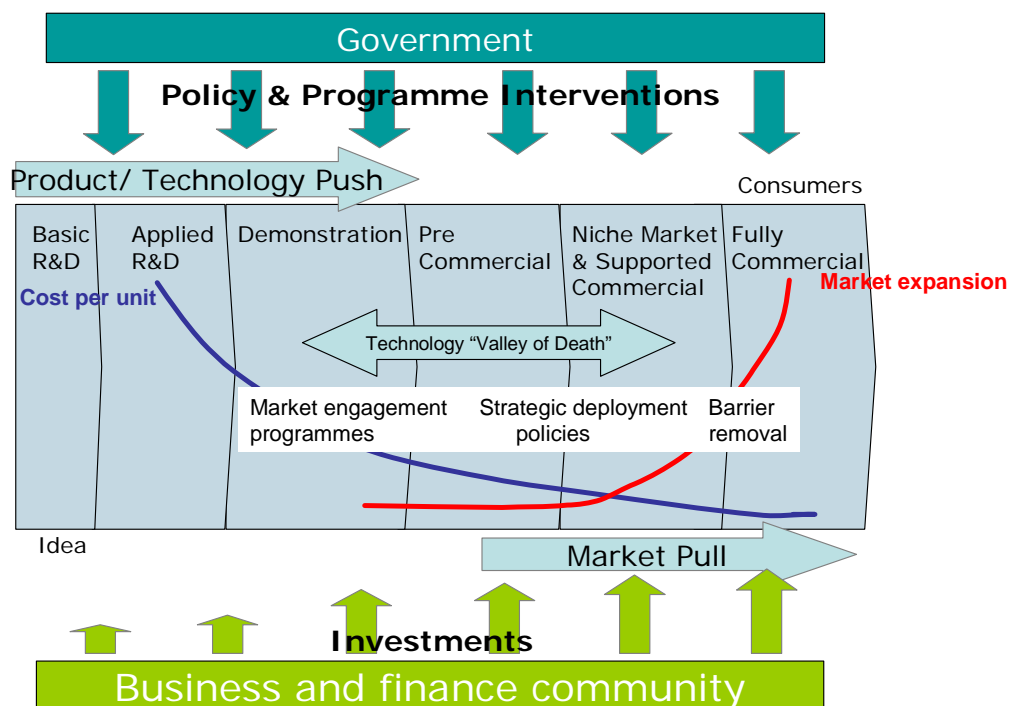 Government
Policy & Programme Interventions
Product/ Technology Push
Consumers
Basic
R&D
Applied
R&D
Demonstration
Pre
Commercial
Niche Market
& Supported
Commercial
Fully
Commercial
Cost per unit
Market expansion
Technology “Valley of Death”
Market engagement
programmes
Strategic deployment
policies
Barrier
removal
Idea
Market Pull
Investments
Business and finance community